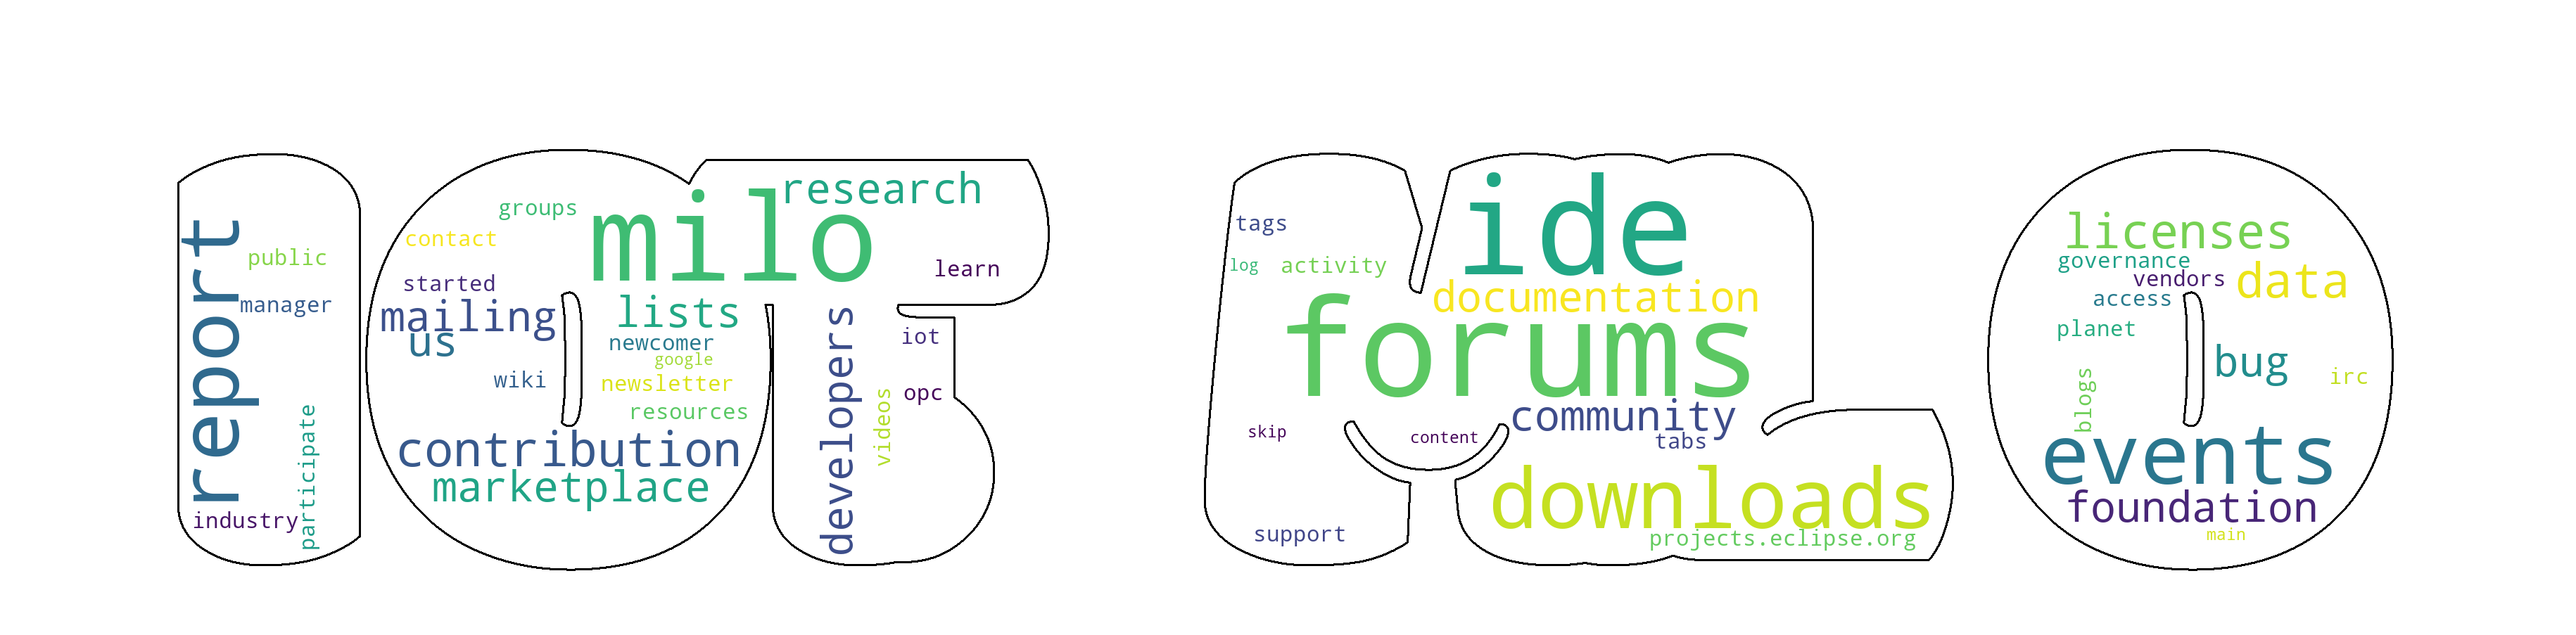 report
public
manager
participate
industry
groups
contact
started
mailing
us
wiki
milo
research
learn
lists
newcomer
google
newsletter
resources
contribution
marketplace
developers
videos
iot
opc
tags
log
activity
ide
documentation
forums
community
tabs
skip
content
downloads
projects.eclipse.org
support
licenses
governance
vendors
data
access
planet
bug
irc
blogs
events
foundation
main